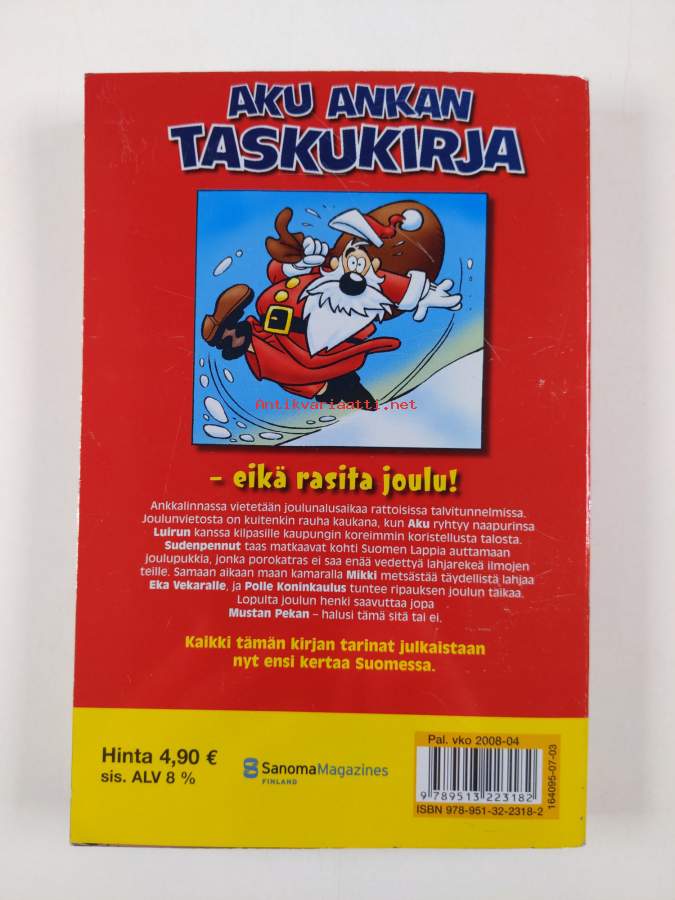 AKU ANKAN
TASKUKIRJA
Antikvariaatti.net
– eikä rasita joulu!
Ankkalinnassa vietetään joulunalusaikaa rattoisissa talvitunnelmissa.
Joulunvietosta on kuitenkin rauha kaukana, kun Aku ryhtyy naapurinsa
Luirun kanssa kilpasille kaupungin koreimmin koristellusta talosta.
Sudenpennut taas matkaavat kohti Suomen Lappia auttamaan
joulupukkia, jonka porokatras ei saa enää vedettyä lahjarekeä ilmojen
teille. Samaan aikaan maan kamaralla Mikki metsästää täydellistä lahjaa
Eka Vekaralle, ja Polle Koninkaulus tuntee ripauksen joulun taikaa.
Lopulta joulun henki saavuttaa jopa
Mustan Pekan – halusi tämä sitä tai ei.
Kaikki tämän kirjan tarinat julkaistaan
nyt ensi kertaa Suomessa.
Hinta 4,90 €
sis. ALV 8 %
SanomaMagazines
FINLAND
Pal. vko 2008-04
9 789513 223182
ISBN 978-951-32-2318-2
164095-07-03